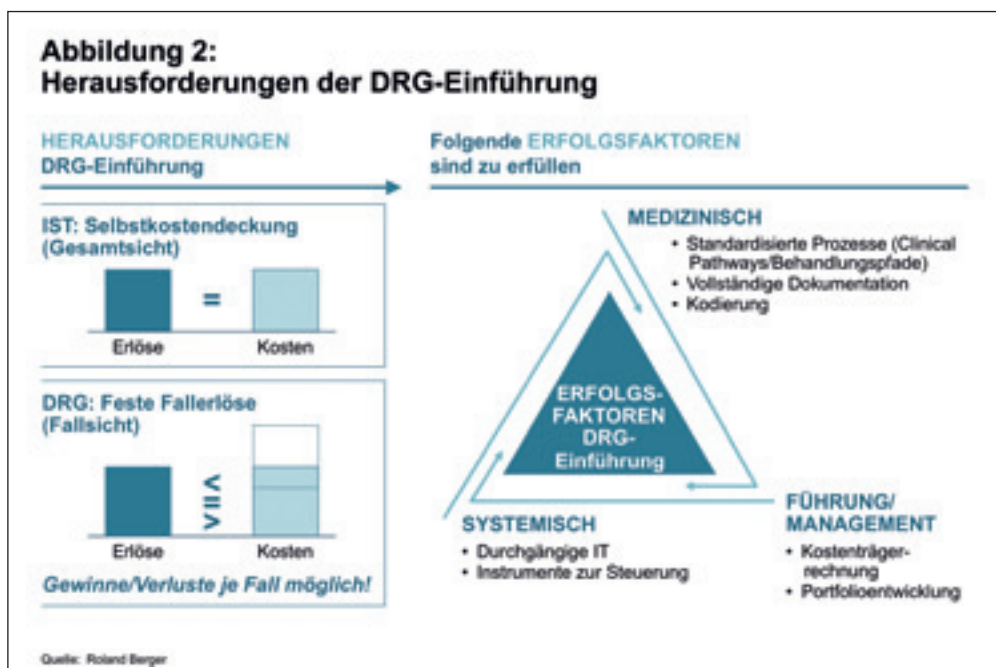 Abbildung 2:
Herausforderungen der DRG-Einführung
HERAUSFORDERUNGEN
DRG-Einführung
IST: Selbstkostendeckung
(Gesamtsicht)
=
Erlöse
Kosten
DRG: Feste Fallerlöse
(Fallsicht)
< = >
Erlöse
Kosten
Gewinne/Verluste je Fall möglich!
Folgende ERFOLGSFAKTOREN
sind zu erfüllen
MEDIZINISCH
• Standardisierte Prozesse (Clinical
Pathways/Behandlungspfade)
• Vollständige Dokumentation
• Kodierung
ERFOLGS-
FAKTOREN
DRG-
Einführung
SYSTEMISCH
• Durchgängige IT
• Instrumente zur Steuerung
FÜHRUNG/
MANAGEMENT
• Kostenträger-
rechnung
• Portfolioentwicklung
Quelle: Roland Berger